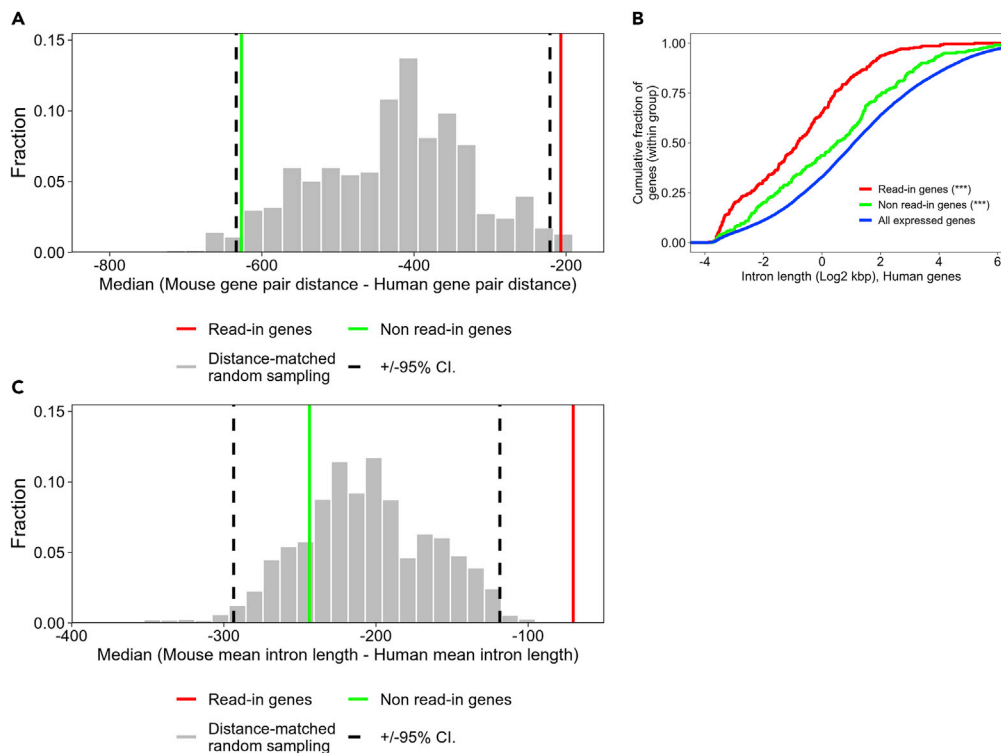 A
0.15
0.10
0.05
0.00
Fraction
-800
-600
-400
-200
Median (Mouse gene pair distance - Human gene pair distance)
Read-in genes
Non read-in genes
Distance-matched
random sampling
+/-95% CI.
B
1.00
0.75
0.50
0.25
0.00
Cumulative fraction of
genes (within group)
Read-in genes (***)
Non read-in genes (***)
All expressed genes
-4
-2
0
2
4
6
Intron length (Log2 kbp), Human genes
C
0.15
0.10
0.05
0.00
Fraction
-400
-300
-200
-100
Median (Mouse mean intron length - Human mean intron length)
Read-in genes
Non read-in genes
Distance-matched
random sampling
+/-95% CI.